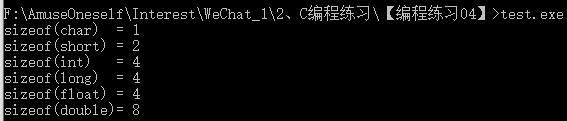 F:\AmuseOneself\Interest\WeChat_1\2、C编程练习\【编程练习04】>test.exe
sizeof(char)  = 1
sizeof(short) = 2
sizeof(int)   = 4
sizeof(long)  = 4
sizeof(float) = 4
sizeof(double)= 8